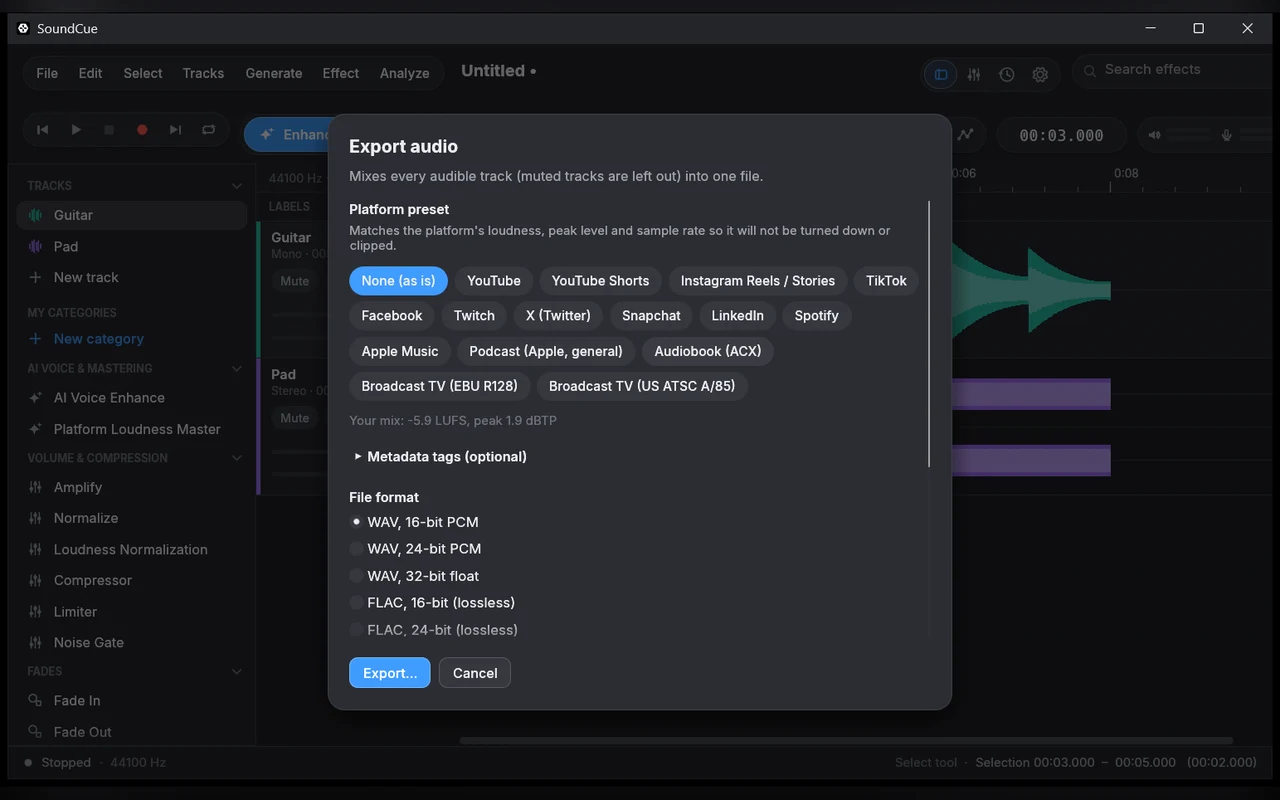 SoundCue
File Edit Select Tracks Generate Effect Analyze Untitled •
Search effects
Enhanc
00:03.000
TRACKS
Guitar
Pad
New track
MY CATEGORIES
New category
AI VOICE & MASTERING
AI Voice Enhance
Platform Loudness Master
VOLUME & COMPRESSION
Amplify
Normalize
Loudness Normalization
Compressor
Limiter
Noise Gate
FADES
Fade In
Fade Out
44100 Hz ·
LABELS
Guitar
Mono · 00:
Mute
Pad
Stereo · 00
Mute
0:06 0:08
Export audio
Mixes every audible track (muted tracks are left out) into one file.
Platform preset
Matches the platform's loudness, peak level and sample rate so it will not be turned down or
clipped.
None (as is) YouTube YouTube Shorts Instagram Reels / Stories TikTok
Facebook Twitch X (Twitter) Snapchat LinkedIn Spotify
Apple Music Podcast (Apple, general) Audiobook (ACX)
Broadcast TV (EBU R128) Broadcast TV (US ATSC A/85)
Your mix: -5.9 LUFS, peak 1.9 dBTP
Metadata tags (optional)
File format
WAV, 16-bit PCM
WAV, 24-bit PCM
WAV, 32-bit float
FLAC, 16-bit (lossless)
FLAC, 24-bit (lossless)
Export... Cancel
Stopped · 44100 Hz
Select tool · Selection 00:03.000 – 00:05.000 (00:02.000)